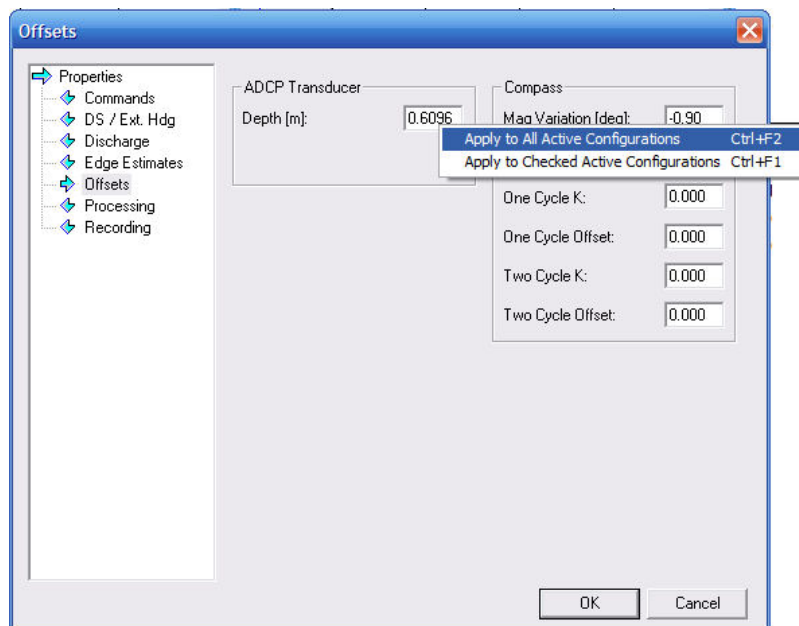 Offsets
Properties
Commands
DS / Ext. Hdg
Discharge
Edge Estimates
Offsets
Processing
Recording
ADCP Transducer
Depth [m]: 0.6096
Compass
Mag Variation [deg]: -0.90
Apply to All Active Configurations Ctrl+F2
Apply to Checked Active Configurations Ctrl+F1
One Cycle K: 0.000
One Cycle Offset: 0.000
Two Cycle K: 0.000
Two Cycle Offset: 0.000
OK Cancel